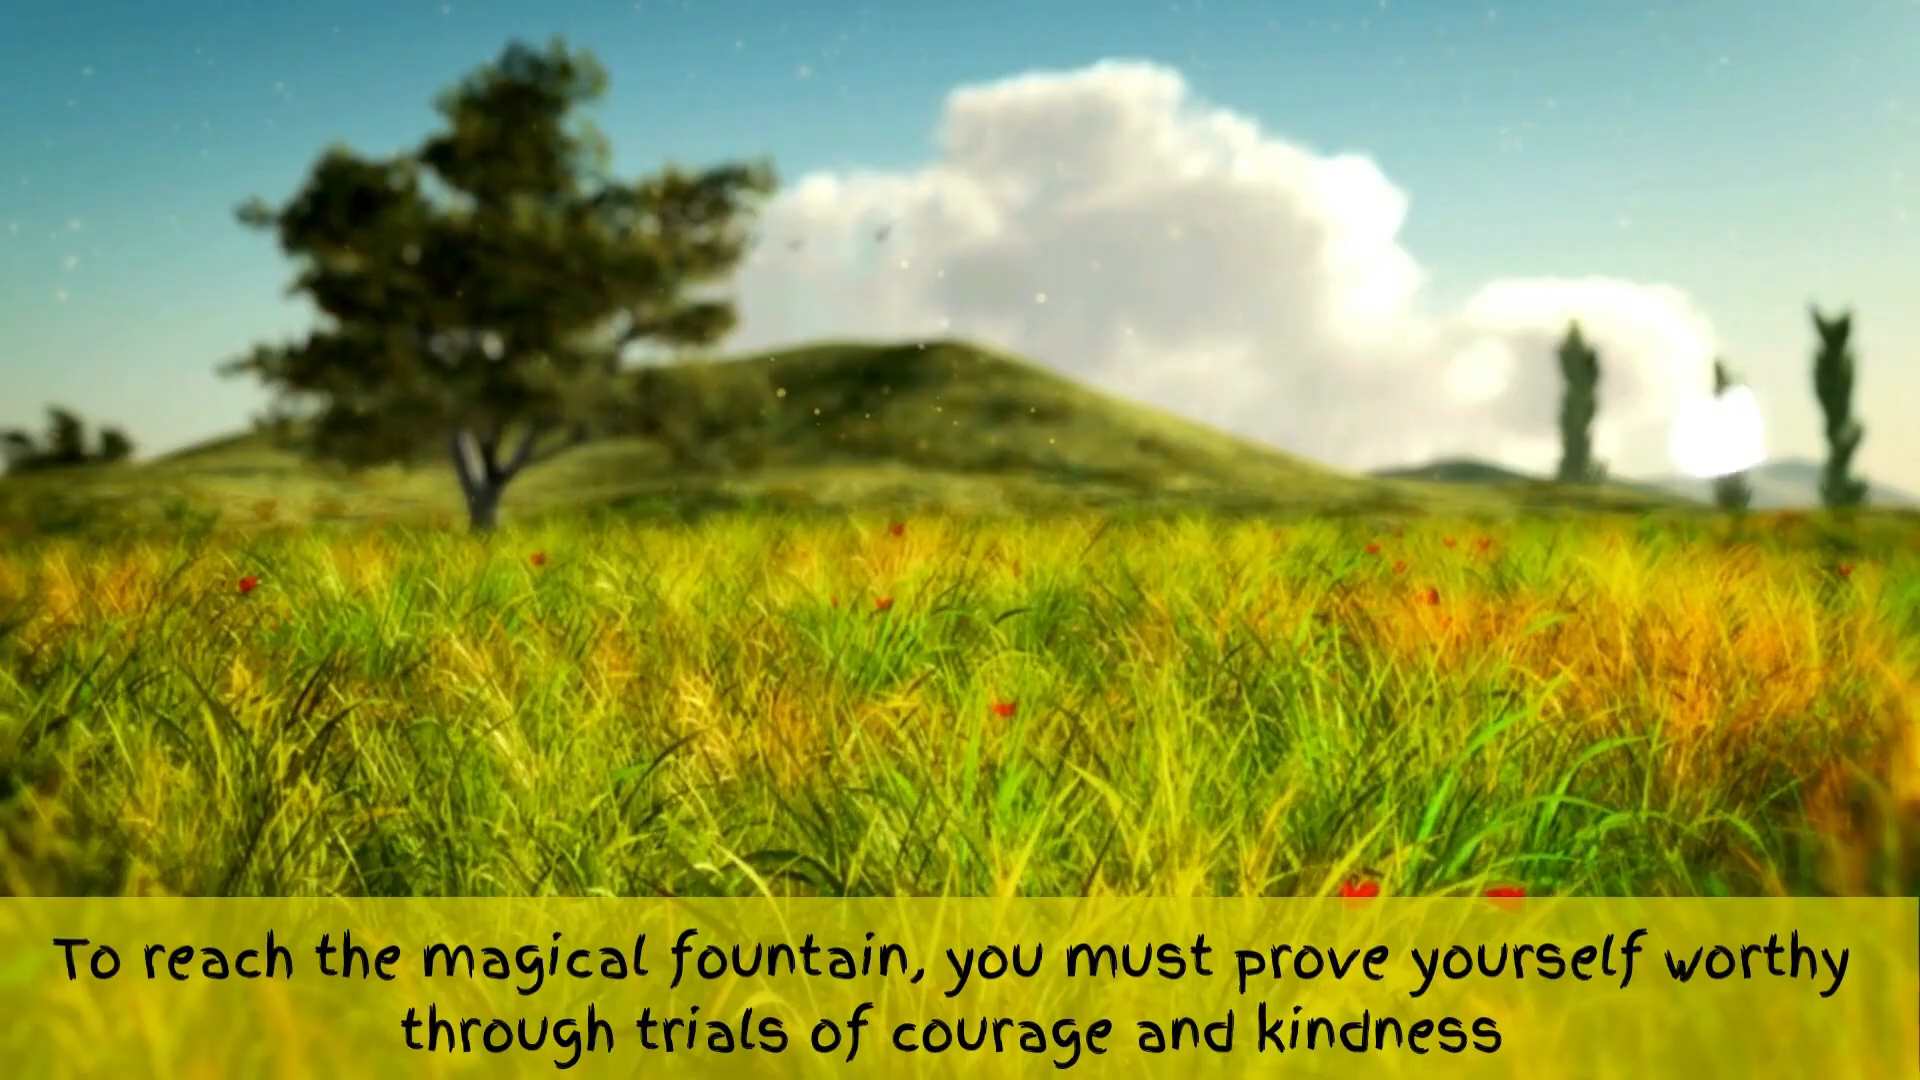 To reach the magical fountain, you must prove yourself worthy
through trials of courage and kindness